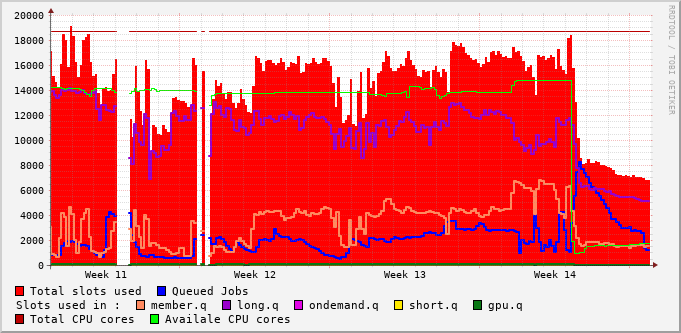 20000
18000
16000
14000
12000
10000
8000
6000
4000
2000
0
Week 11 Week 12 Week 13 Week 14
RRDTOOL / TOBI OETIKER
Total slots used Queued Jobs
Slots used in : member.q long.q ondemand.q short.q gpu.q
Total CPU cores Availale CPU cores